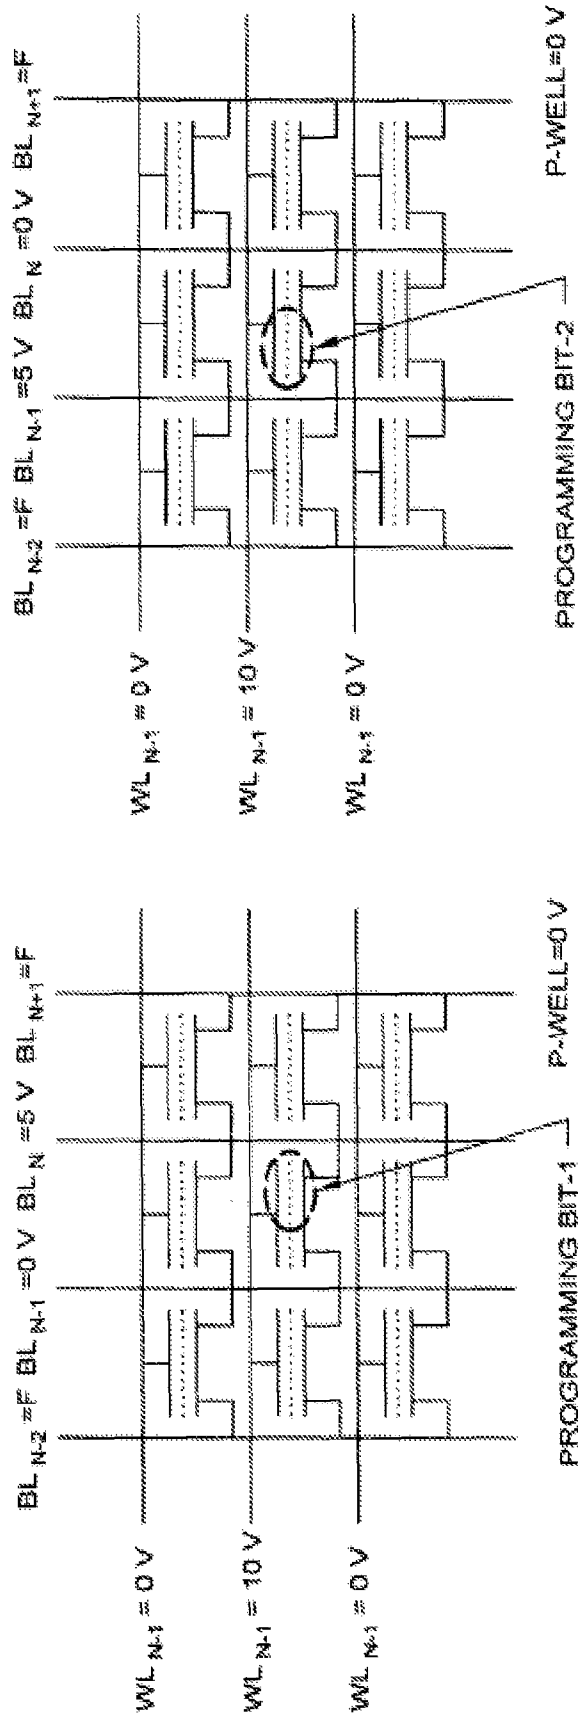 BL N-2 =F BL N-1 =0 V BL N =5 V BL N+1 =F
WL N-1 = 0 V
WL N-1 = 10 V
WL N-1 = 0 V
P-WELL=0 V
PROGRAMMING BIT-1
BL N-2 =F BL N-1 =5 V BL N =0 V BL N+1 =F
WL N-1 = 0 V
WL N-1 = 10 V
WL N-1 = 0 V
P-WELL=0 V
PROGRAMMING BIT-2